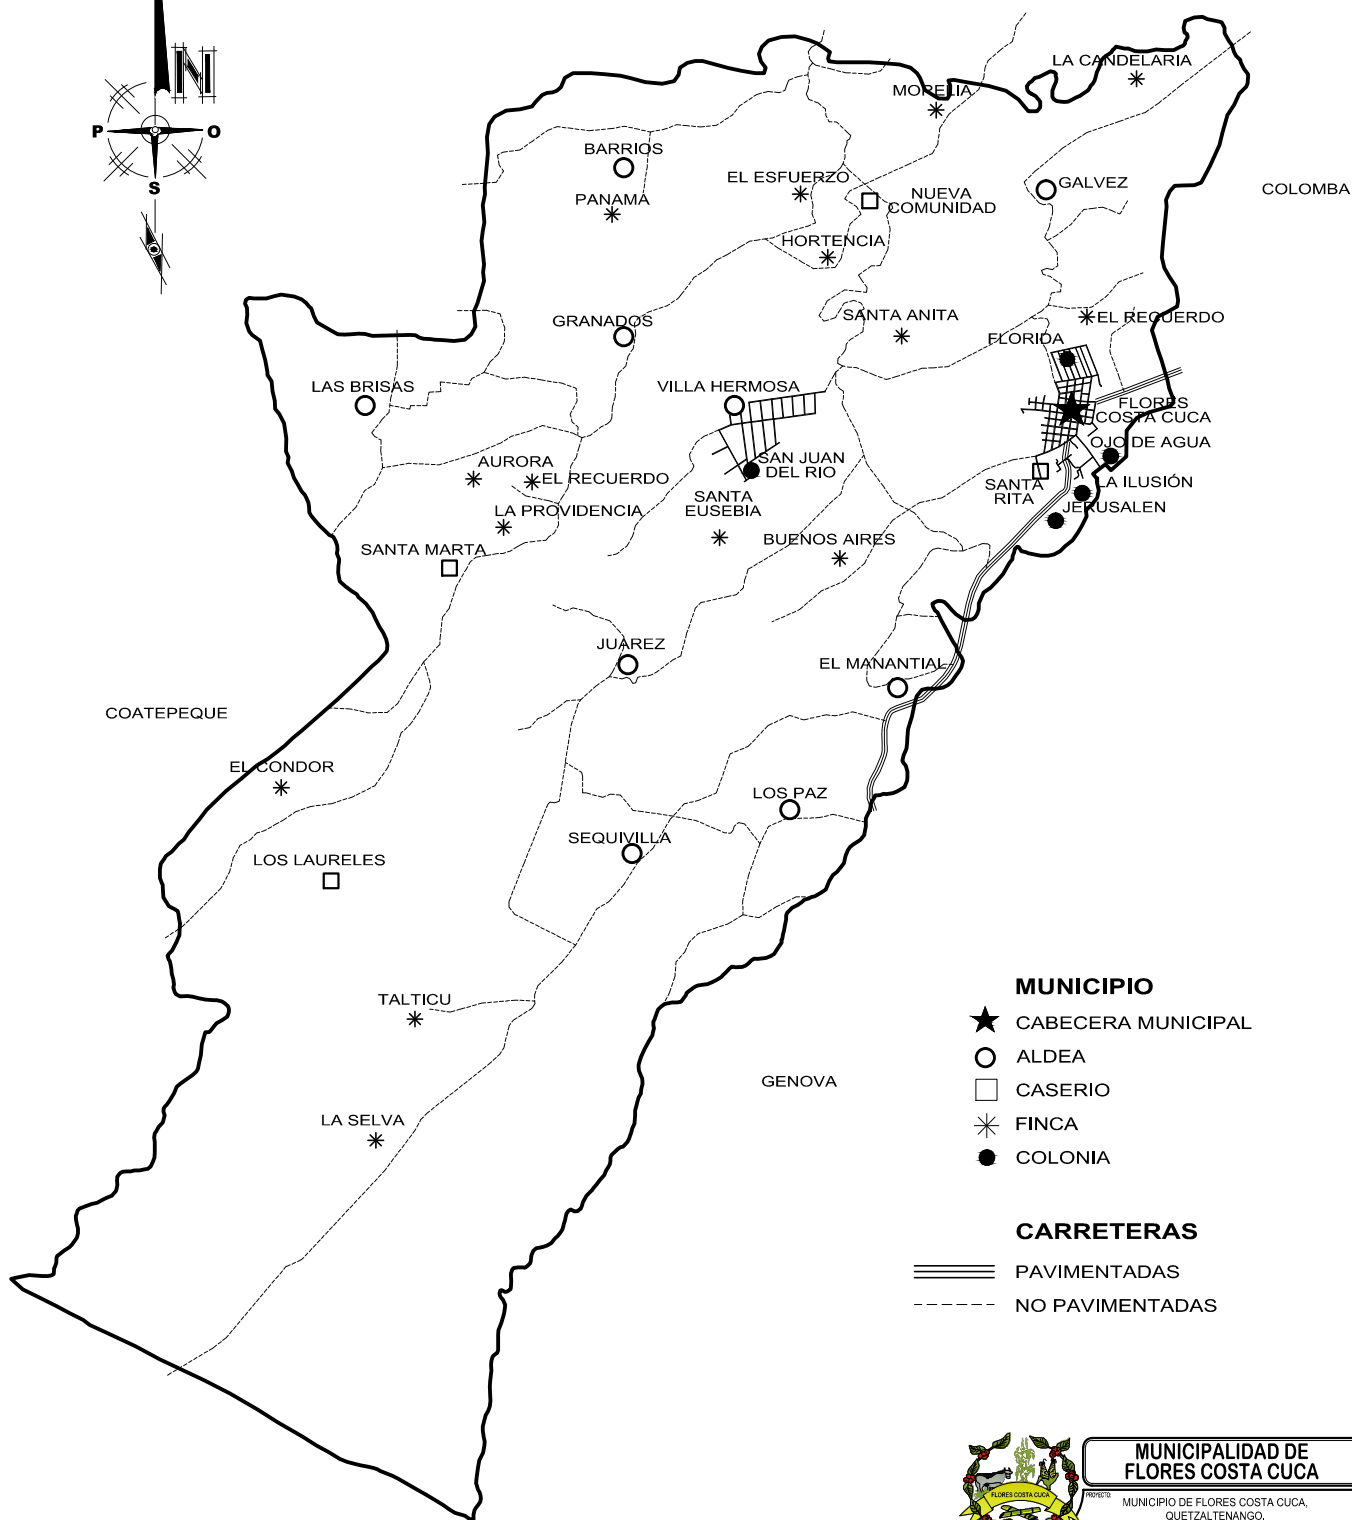 N
P
O
S
LA CANDELARIA
MORELIA
BARRIOS
EL ESFUERZO
GALVEZ
COLOMBA
PANAMÁ
NUEVA
COMUNIDAD
HORTENCIA
SANTA ANITA
GRANADOS
EL RECUERDO
FLORIDA
LAS BRISAS
VILLA HERMOSA
FLORES
COSTA CUCA
OJO DE AGUA
SAN JUAN
DEL RIO
AURORA
EL RECUERDO
SANTA
RITA
LA ILUSIÓN
SANTA
EUSEBIA
JERUSALEN
LA PROVIDENCIA
BUENOS AIRES
SANTA MARTA
JUAREZ
EL MANANTIAL
COATEPEQUE
EL CONDOR
LOS PAZ
SEQUIVILLA
LOS LAURELES
TALTICU
GENOVA
LA SELVA
MUNICIPIO
CABECERA MUNICIPAL
ALDEA
CASERIO
FINCA
COLONIA
CARRETERAS
PAVIMENTADAS
NO PAVIMENTADAS
FLORES COSTA CUCA
MUNICIPALIDAD DE
FLORES COSTA CUCA
PROYECTO:
MUNICIPIO DE FLORES COSTA CUCA,
QUETZALTENANGO.